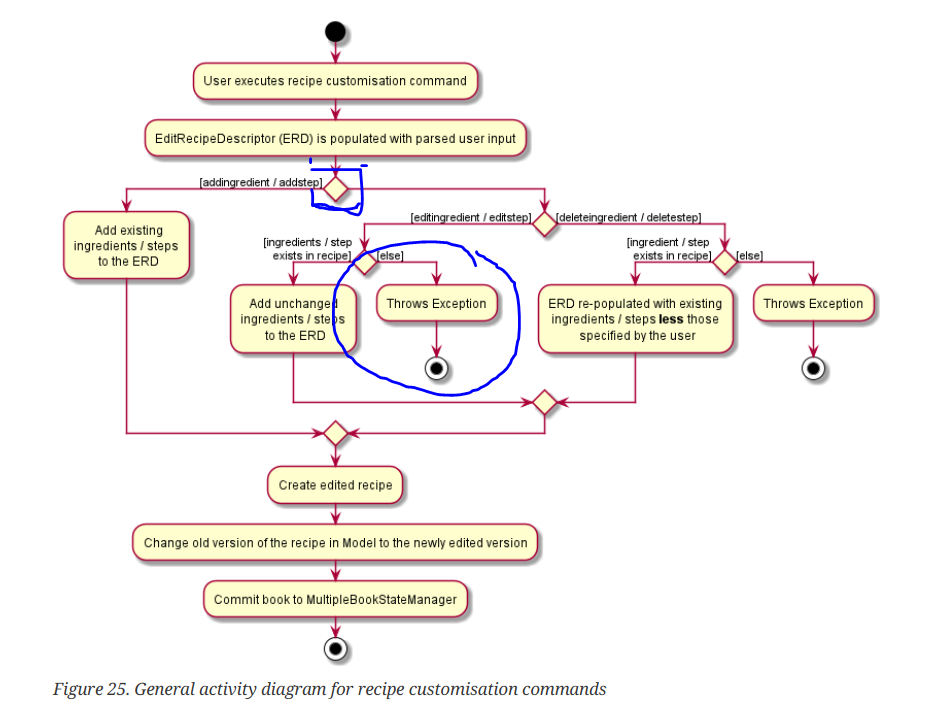 User executes recipe customisation command
EditRecipeDescriptor (ERD) is populated with parsed user input
[addingredient / addstep]
[editingredient / editstep]
[deleteingredient / deletestep]
Add existing
ingredients / steps
to the ERD
[ingredients / step
exists in recipe]
[else]
[ingredient / step
exists in recipe]
[else]
Add unchanged
ingredients / steps
to the ERD
Throws Exception
ERD re-populated with existing
ingredients / steps less those
specified by the user
Throws Exception
Create edited recipe
Change old version of the recipe in Model to the newly edited version
Commit book to MultipleBookStateManager
Figure 25. General activity diagram for recipe customisation commands